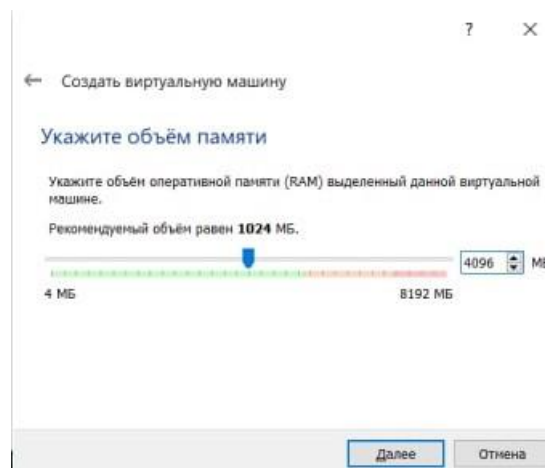 ?
Создать виртуальную машину
Укажите объём памяти
Укажите объём оперативной памяти (RAM) выделенный данной виртуальной
машине.
Рекомендуемый объём равен 1024 МБ.
4096
4 МБ 8192 МБ
Далее Отмена